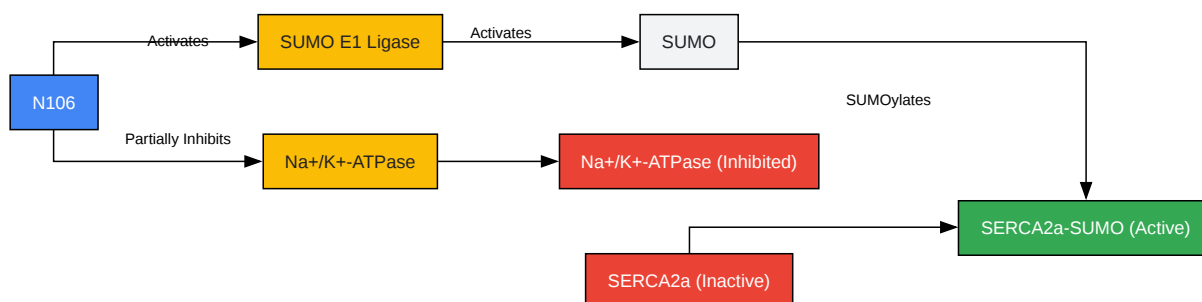 Activates
SUMO E1 Ligase
Activates
SUMO
N106
SUMOylates
Partially Inhibits
Na+/K+-ATPase
Na+/K+-ATPase (Inhibited)
SERCA2a-SUMO (Active)
SERCA2a (Inactive)